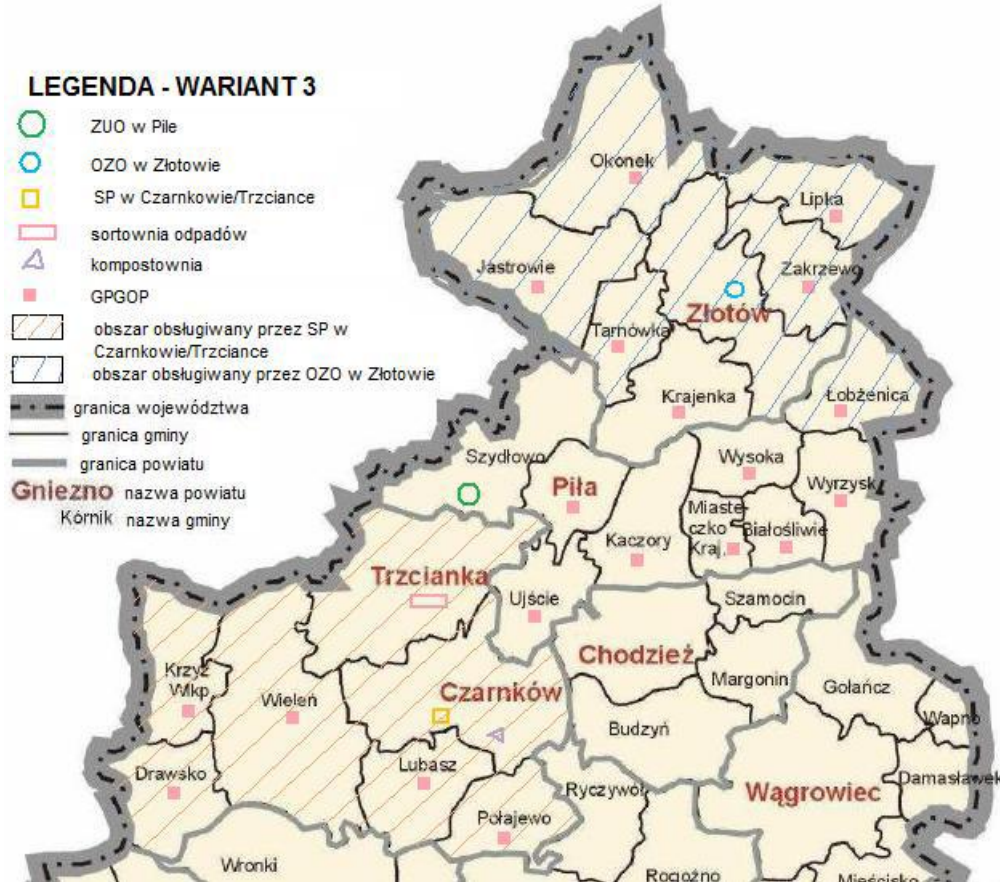 LEGENDA - WARIANT 3
ZUO w Pile
OZO w Złotowie
SP w Czarnkowie/Trzciance
sortownia odpadów
kompostownia
GPGOP
obszar obsługiwany przez SP w
Czarnkowie/Trzciance
obszar obsługiwany przez OZO w Złotowie
granica województwa
granica gminy
granica powiatu
Gniezno nazwa powiatu
Kórnik nazwa gminy
Okonek
Lipka
Jastrowie
Zakrzewo
Złotów
Tarnówka
Krajenka
Łobżenica
Szydłowo
Wysoka
Piła
Wyrzysk
Miaste-
czko
Kraj.
Białośliwie
Kaczory
Trzcianka
Ujście
Szamocin
Chodzież
Krzyż
Wlkp.
Wieleń
Czarnków
Margonin
Gołańcz
Budzyń
Wapno
Drawsko
Lubasz
Damasławek
Ryczywół
Wągrowiec
Połajewo
Wronki
Rogoźno
Mieścisko